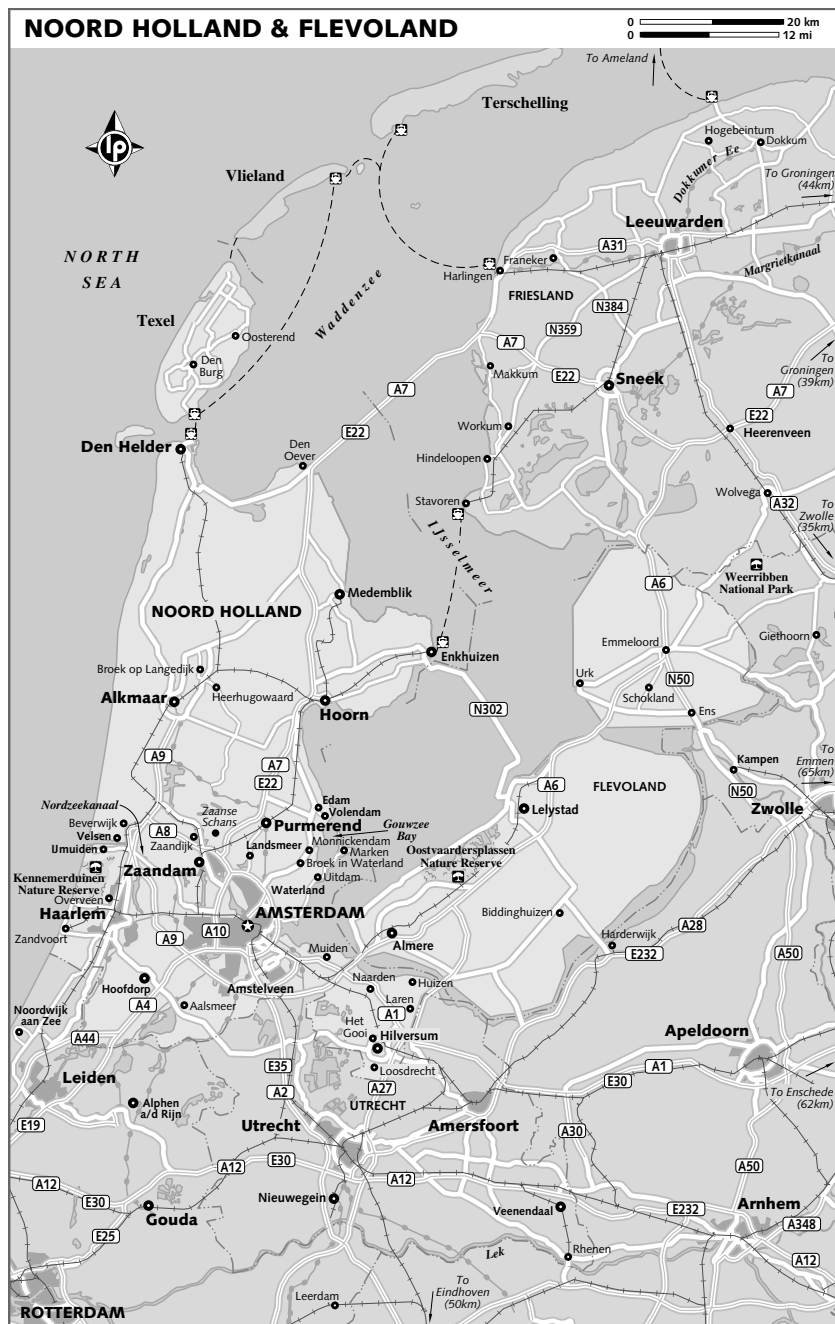 NOORD HOLLAND & FLEVOLAND
0 20 km
0 12 mi
To Ameland
Terschelling
lp
Hogebeintum
Dokkum
Dokkumer Ee
Vlieland
To Groningen
(44km)
Leeuwarden
NORTH
SEA
A31
Franeker
Harlingen
Margrietkanaal
Waddenzee
FRIESLAND
N384
Texel
N359
Oosterend
A7
To
Groningen
(39km)
Den
Burg
Makkum
E22
Sneek
A7
A7
E22
Workum
E22
Heerenveen
Den Helder
Den
Oever
Hindeloopen
Wolvega
A32
Stavoren
To
Zwolle
(35km)
IJsselmeer
Weerribben
National Park
A6
Medemblik
NOORD HOLLAND
Giethoorn
Enkhuizen
Emmeloord
Broek op Langedijk
Urk
N50
Heerhugowaard
Schokland
Alkmaar
Hoorn
N302
Ens
A9
A7
To
Emmen
(65km)
Kampen
E22
A6
FLEVOLAND
N50
Nordzeekanaal
Edam
Volendam
Lelystad
Zwolle
Beverwijk
Zaanse
Schans
Purmerend
Gouwzee
Bay
Velsen
A8
Zaandijk
Monnickendam
IJmuiden
Landsmeer
Marken
Oostvaardersplassen
Nature Reserve
Zaandam
Broek in Waterland
Kennemerduinen
Nature Reserve
Uitdam
Waterland
Overveen
Haarlem
AMSTERDAM
Biddinghuizen
A28
Zandvoort
A9
A10
Almere
Harderwijk
E232
A50
Muiden
Hoofdorp
Amstelveen
Naarden
Huizen
A4
Aalsmeer
Laren
Noordwijk
aan Zee
A1
Het
Gooi
Hilversum
Apeldoorn
A44
E35
Loosdrecht
A1
Leiden
A27
E30
To Enschede
(62km)
Alphen
a/d Rijn
A2
UTRECHT
Utrecht
Amersfoort
E19
A30
E30
A12
A50
A12
A12
E30
Nieuwegein
Gouda
Veenendaal
E232
Arnhem
A348
E25
Lek
Rhenen
A12
To
Eindhoven
(50km)
Leerdam
ROTTERDAM